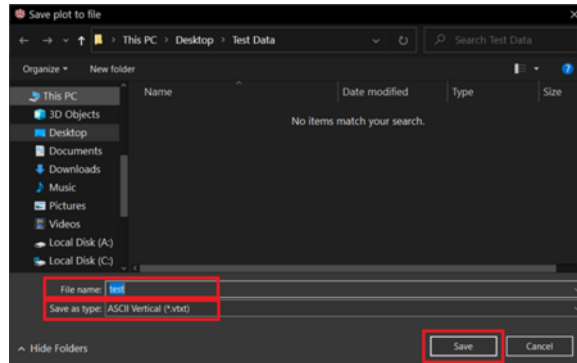 Save plot to file
This PC > Desktop > Test Data
Search Test Data
Organize
New folder
This PC
3D Objects
Desktop
Documents
Downloads
Music
Pictures
Videos
Local Disk (A:)
Local Disk (C:)
Name Date modified Type Size
No items match your search.
File name: test
Save as type: ASCII Vertical (*.vtxt)
Hide Folders
Save Cancel